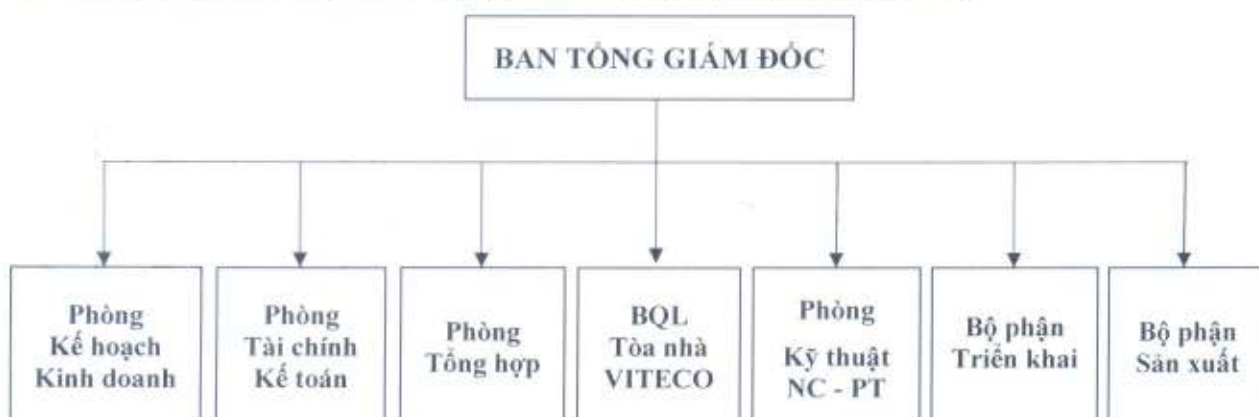 BAN TỔNG GIÁM ĐỐC
Phòng
Kế hoạch
Kinh doanh
Phòng
Tài chính
Kế toán
Phòng
Tổng hợp
BQL
Tòa nhà
VITECO
Phòng
Kỹ thuật
NC - PT
Bộ phận
Triển khai
Bộ phận
Sản xuất